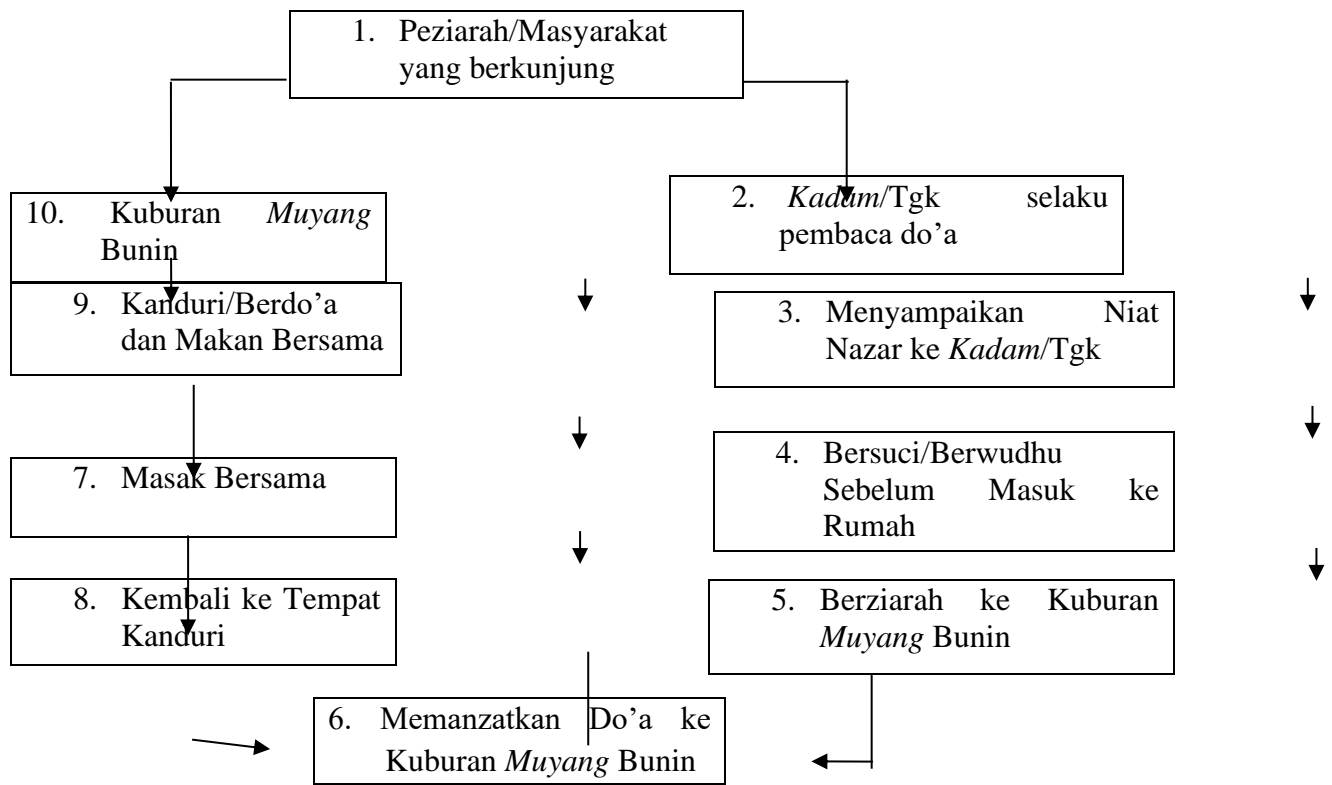 1. Peziarah/Masyarakat
yang berkunjung
10. Kuburan Muyang
Bunin
2. Kadam/Tgk selaku
pembaca do’a
9. Kanduri/Berdo’a
dan Makan Bersama
3. Menyampaikan Niat
Nazar ke Kadam/Tgk
7. Masak Bersama
4. Bersuci/Berwudhu
Sebelum Masuk ke
Rumah
8. Kembali ke Tempat
Kanduri
5. Berziarah ke Kuburan
Muyang Bunin
6. Memanzatkan Do’a ke
Kuburan Muyang Bunin